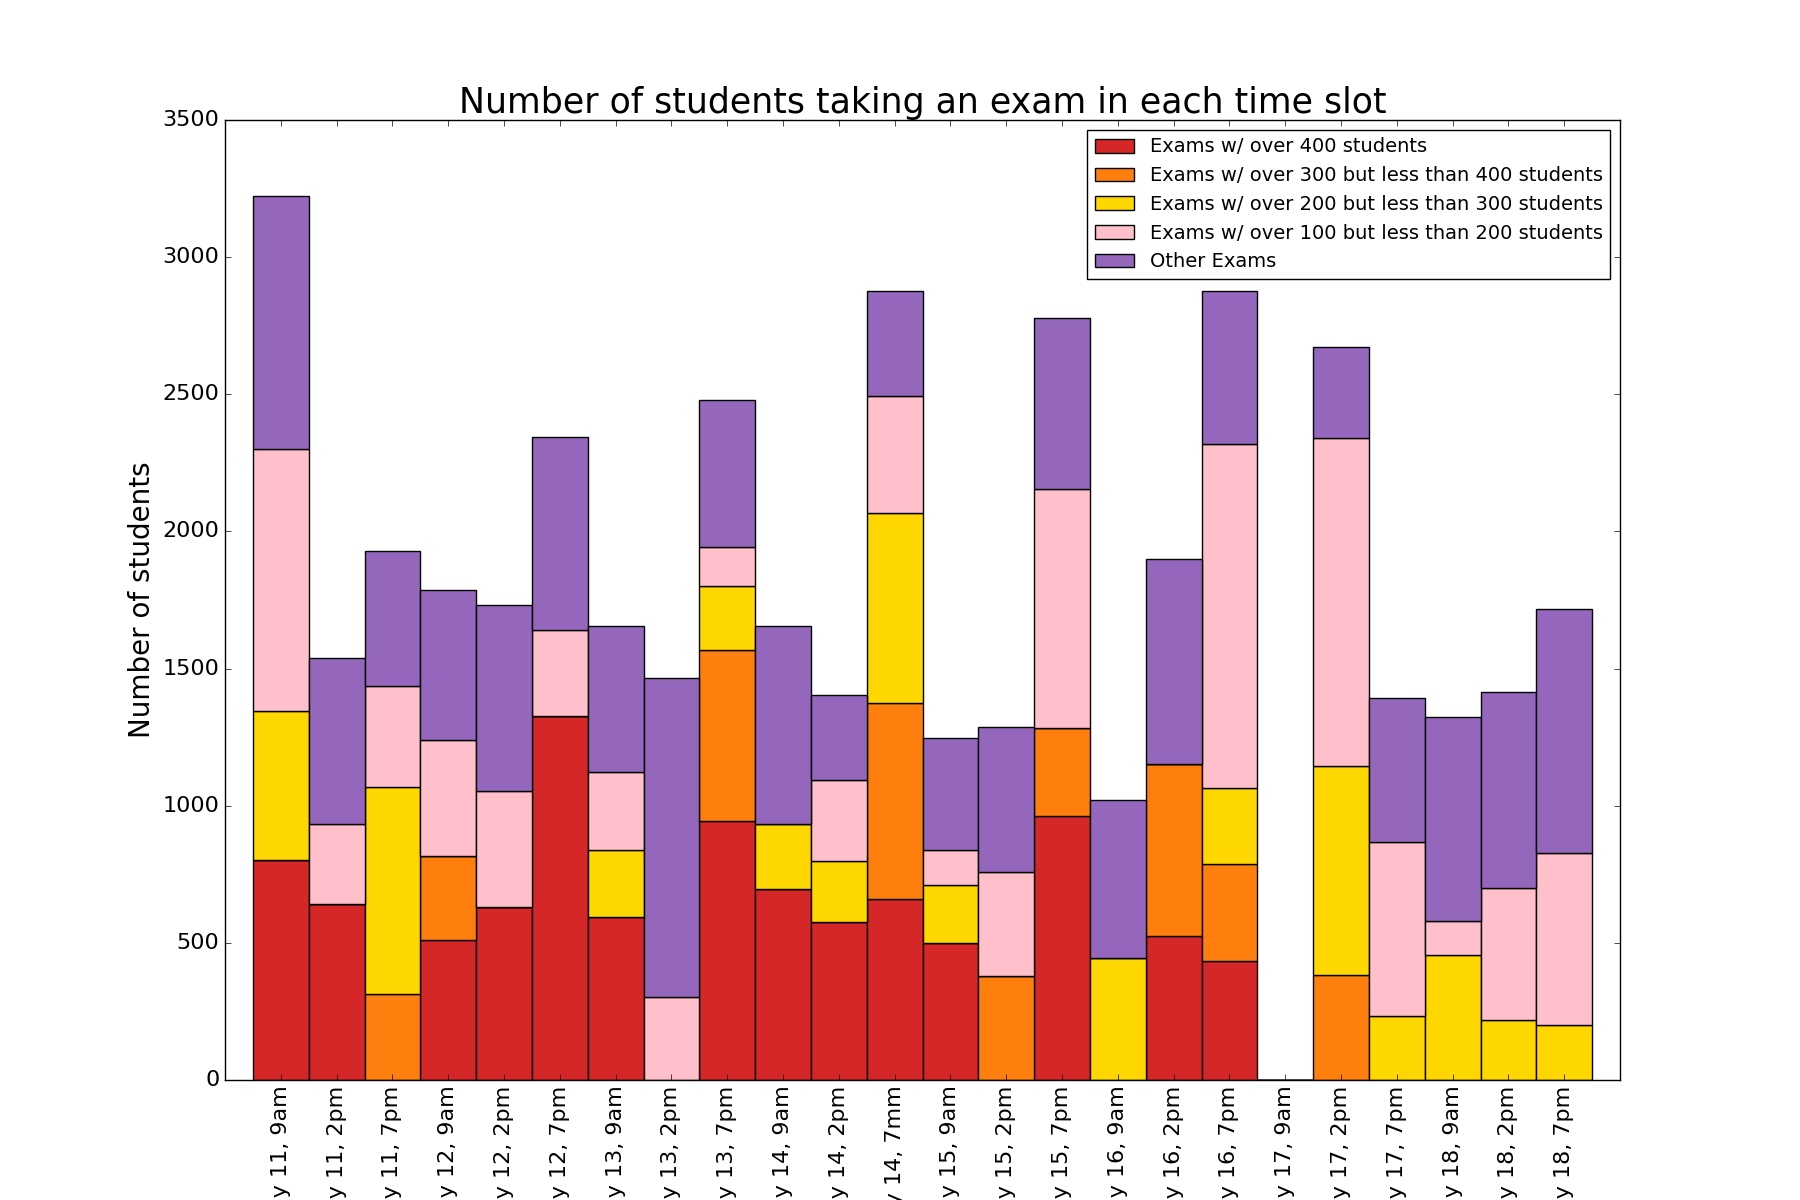 Number of students taking an exam in each time slot
Exams w/ over 400 students
Exams w/ over 300 but less than 400 students
Exams w/ over 200 but less than 300 students
Exams w/ over 100 but less than 200 students
Other Exams
Number of students
3500
3000
2500
2000
1500
1000
500
0
y 11, 9am
y 11, 2pm
y 11, 7pm
y 12, 9am
y 12, 2pm
y 12, 7pm
y 13, 9am
y 13, 2pm
y 13, 7pm
y 14, 9am
y 14, 2pm
y 14, 7mm
y 15, 9am
y 15, 2pm
y 15, 7pm
y 16, 9am
y 16, 2pm
y 16, 7pm
y 17, 9am
y 17, 2pm
y 17, 7pm
y 18, 9am
y 18, 2pm
y 18, 7pm